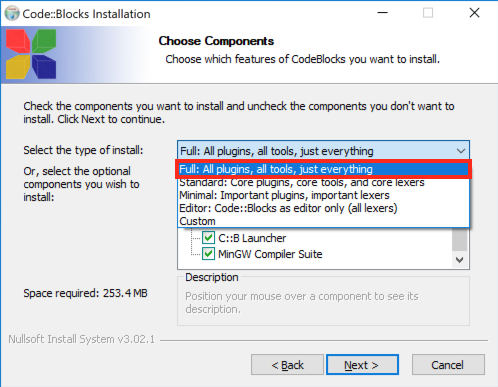 Code::Blocks Installation
Choose Components
Choose which features of CodeBlocks you want to install.
Check the components you want to install and uncheck the components you don't want to
install. Click Next to continue.
Select the type of install:
Full: All plugins, all tools, just everything
Or, select the optional
components you wish to
install:
Full: All plugins, all tools, just everything
Standard: Core plugins, core tools, and core lexers
Minimal: Important plugins, important lexers
Editor: Code::Blocks as editor only (all lexers)
Custom
C::B Launcher
MinGW Compiler Suite
Space required: 253.4 MB
Description
Position your mouse over a component to see its
description.
Nullsoft Install System v3.02.1
< Back
Next >
Cancel